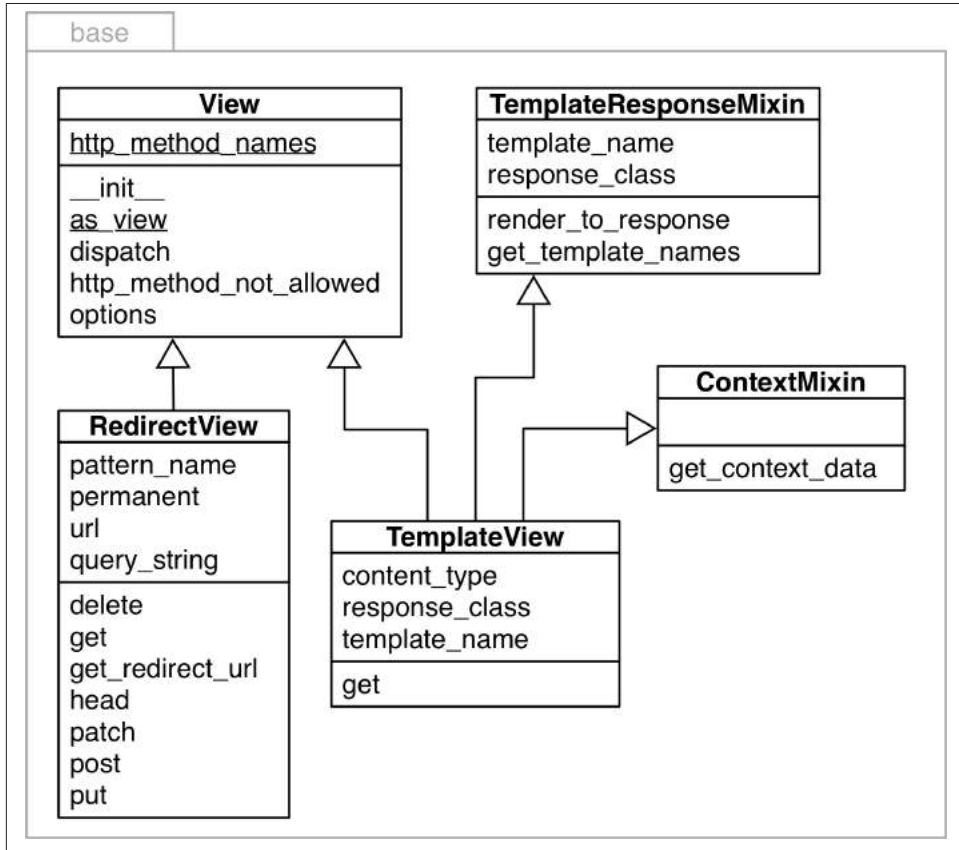 base
View
http_method_names
__init__
as_view
dispatch
http_method_not_allowed
options
TemplateResponseMixin
template_name
response_class
render_to_response
get_template_names
ContextMixin
get_context_data
RedirectView
pattern_name
permanent
url
query_string
delete
get
get_redirect_url
head
patch
post
put
TemplateView
content_type
response_class
template_name
get